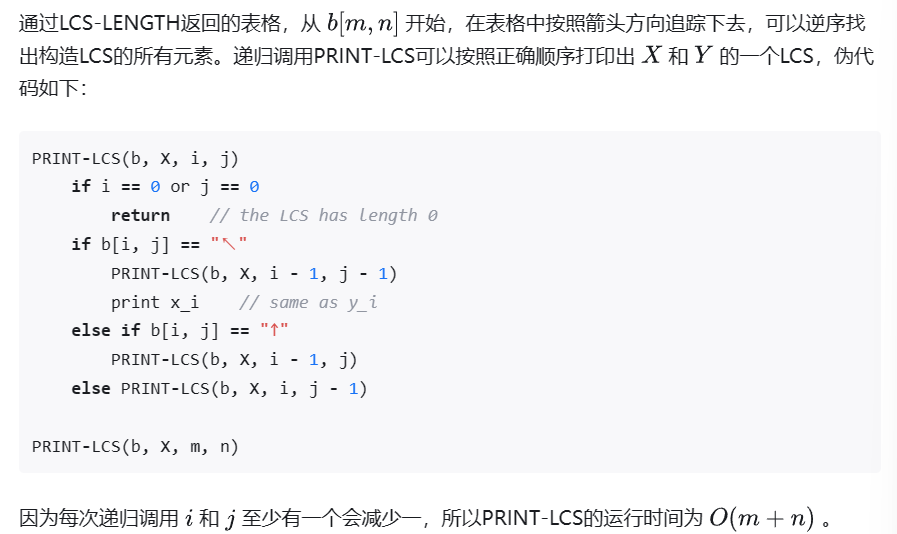 通过LCS-LENGTH返回的表格，从 b[m, n] 开始，在表格中按照箭头方向追踪下去，可以逆序找
出构造LCS的所有元素。递归调用PRINT-LCS可以按照正确顺序打印出 X 和 Y 的一个LCS，伪代
码如下：
PRINT-LCS(b, X, i, j)
    if i == 0 or j == 0
        return    // the LCS has length 0
    if b[i, j] == "↖"
        PRINT-LCS(b, X, i - 1, j - 1)
        print x_i    // same as y_i
    else if b[i, j] == "↑"
        PRINT-LCS(b, X, i - 1, j)
    else PRINT-LCS(b, X, i, j - 1)
PRINT-LCS(b, X, m, n)
因为每次递归调用 i 和 j 至少有一个会减少一，所以PRINT-LCS的运行时间为 O(m + n) 。